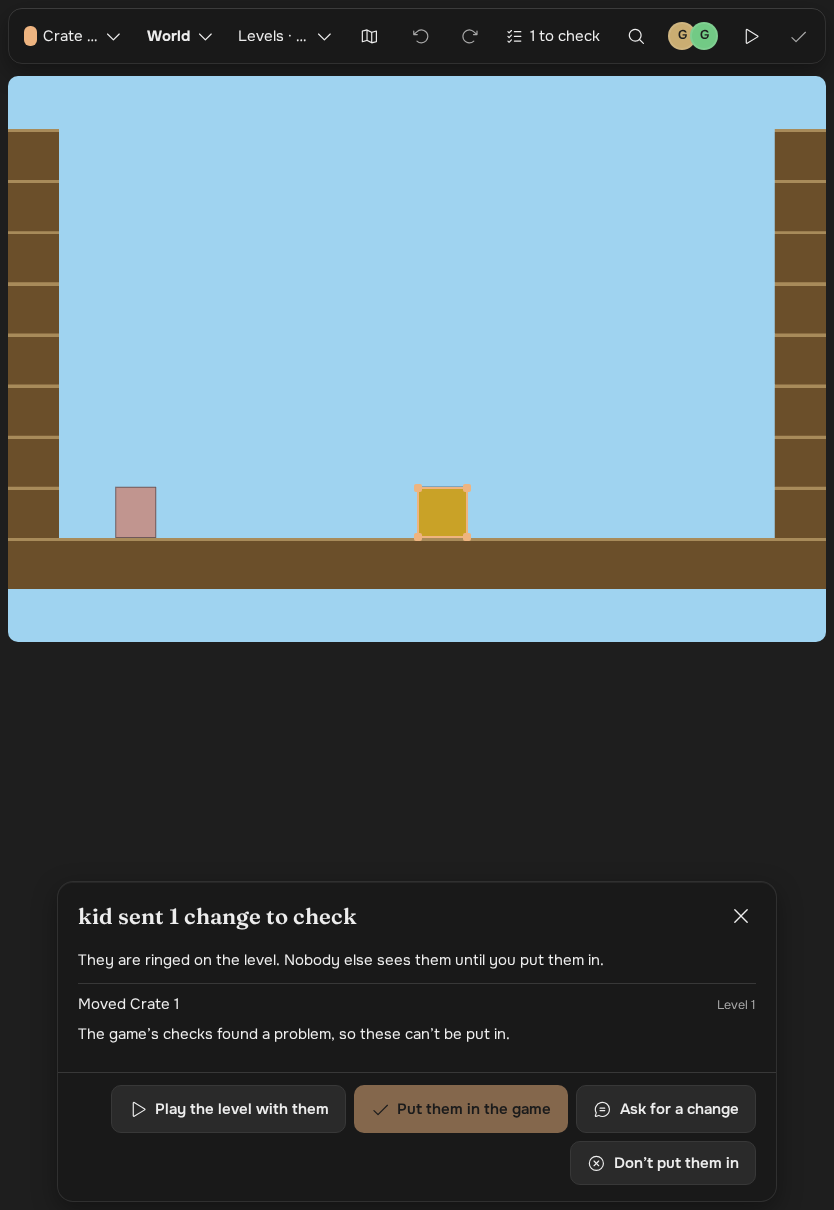 Crate ... World Levels · ... 1 to check G G
kid sent 1 change to check
They are ringed on the level. Nobody else sees them until you put them in.
Moved Crate 1 Level 1
The game’s checks found a problem, so these can’t be put in.
Play the level with them Put them in the game Ask for a change
Don’t put them in